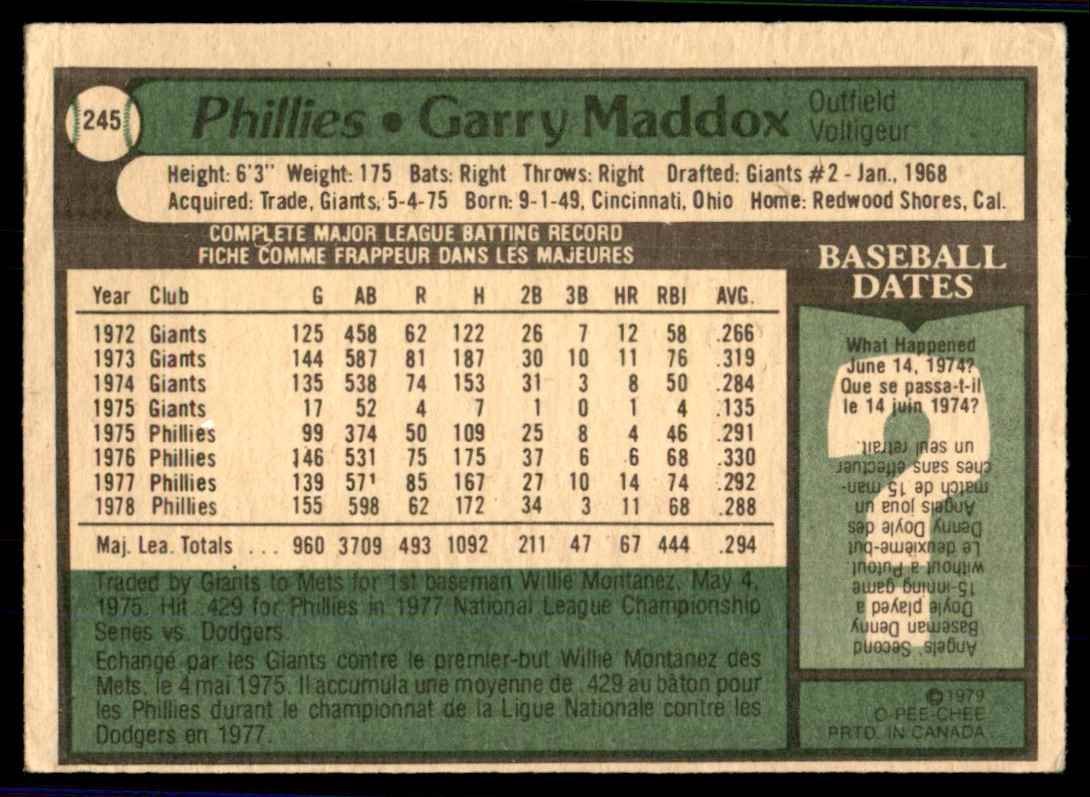 245
Phillies • Garry Maddox
Outfield
Voltigeur
Height: 6'3" Weight: 175 Bats: Right Throws: Right Drafted: Giants #2 - Jan., 1968
Acquired: Trade, Giants, 5-4-75 Born: 9-1-49, Cincinnati, Ohio Home: Redwood Shores, Cal.
COMPLETE MAJOR LEAGUE BATTING RECORD
FICHE COMME FRAPPEUR DANS LES MAJEURES
Year Club G AB R H 2B 3B HR RBI AVG.
1972 Giants 125 458 62 122 26 7 12 58 .266
1973 Giants 144 587 81 187 30 10 11 76 .319
1974 Giants 135 538 74 153 31 3 8 50 .284
1975 Giants 17 52 4 7 1 0 1 4 .135
1975 Phillies 99 374 50 109 25 8 4 46 .291
1976 Phillies 146 531 75 175 37 6 6 68 .330
1977 Phillies 139 571 85 167 27 10 14 74 .292
1978 Phillies 155 598 62 172 34 3 11 68 .288
Maj. Lea. Totals ... 960 3709 493 1092 211 47 67 444 .294
Traded by Giants to Mets for 1st baseman Willie Montanez, May 4,
1975. Hit .429 for Phillies in 1977 National League Championship
Series vs. Dodgers.
Echangé par les Giants contre le premier-but Willie Montanez des
Mets, le 4 mai 1975. Il accumula une moyenne de .429 au bâton pour
les Phillies durant le championnat de la Ligue Nationale contre les
Dodgers en 1977.
BASEBALL
DATES
What Happened
June 14, 1974?
Que se passa-t-il
le 14 juin 1974?
Angels' Second
Baseman Denny
Doyle played a
15-inning game
without a Putout
Le deuxième-but
Denny Doyle des
Angels joua un
match de 15 man-
ches sans effectuer
un seul retrait.
© 1979
O-PEE-CHEE
PRTD. IN CANADA